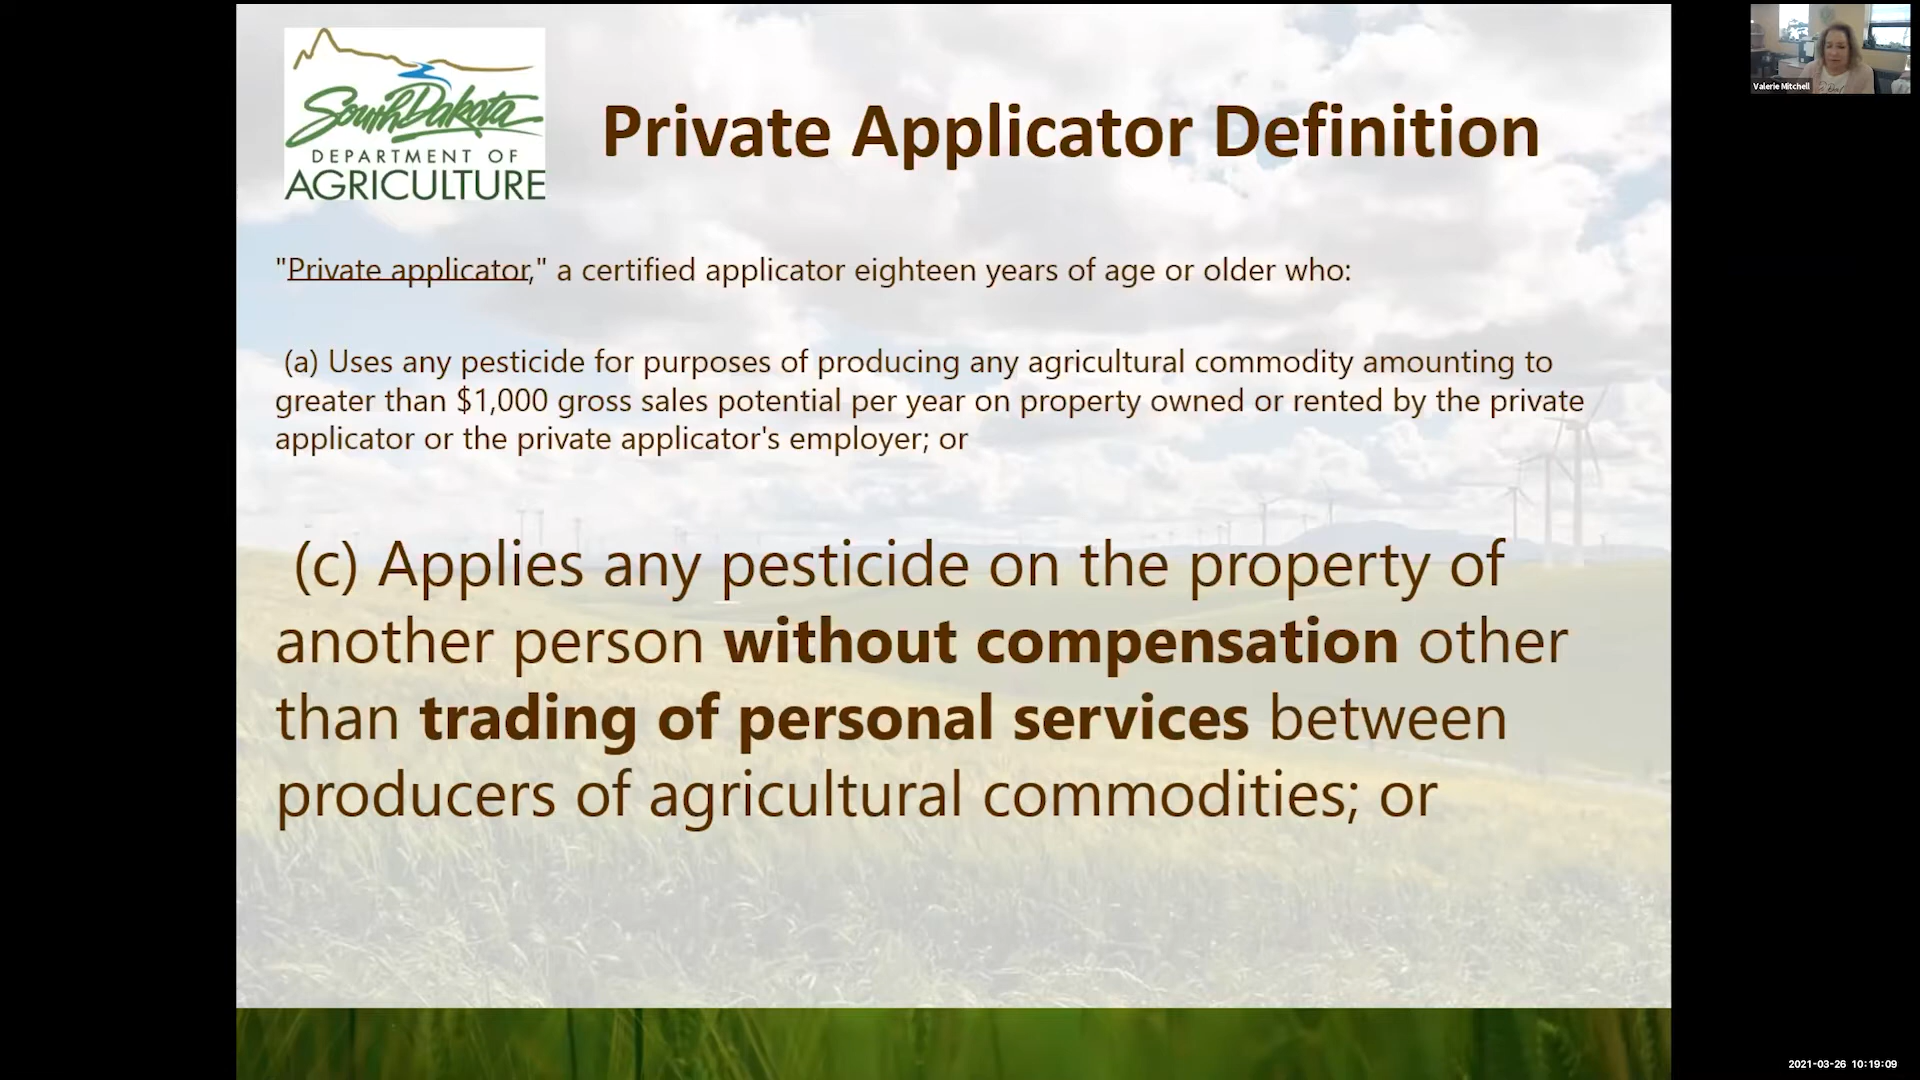 South Dakota
DEPARTMENT OF
AGRICULTURE
Private Applicator Definition
"Private applicator," a certified applicator eighteen years of age or older who:
(a) Uses any pesticide for purposes of producing any agricultural commodity amounting to
greater than $1,000 gross sales potential per year on property owned or rented by the private
applicator or the private applicator's employer; or
(c) Applies any pesticide on the property of
another person without compensation other
than trading of personal services between
producers of agricultural commodities; or
Valerie Mitchell
2021-03-26 10:19:09